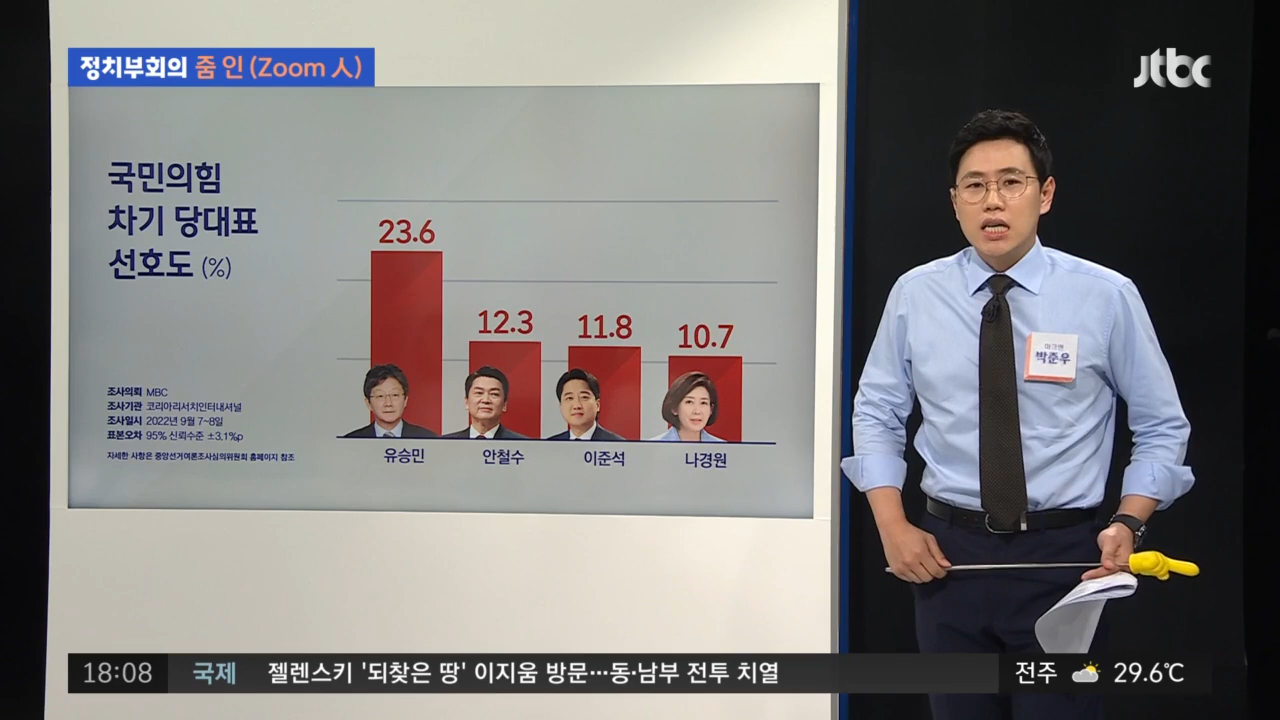 정치부회의 줌 인 (Zoom 人)
jtbc
국민의힘
차기 당대표
선호도 (%)
23.6
12.3
11.8
10.7
조사의뢰 MBC
조사기관 코리아리서치인터내셔널
조사일시 2022년 9월 7~8일
표본오차 95% 신뢰수준 ±3.1%p
자세한 사항은 중앙선거여론조사심의위원회 홈페이지 참조
유승민
안철수
이준석
나경원
마크맨
박준우
18:08 국제 젤렌스키 '되찾은 땅' 이지움 방문…동·남부 전투 치열 전주 29.6℃